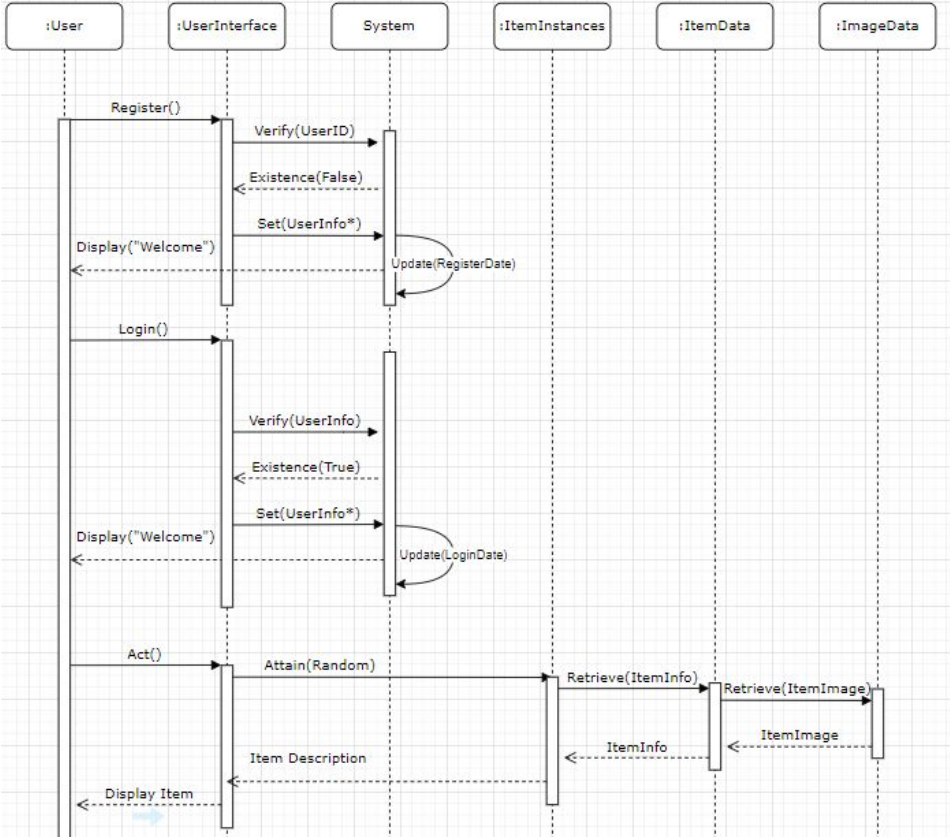 :User
:UserInterface
System
:ItemInstances
:ItemData
:ImageData
Register()
Verify(UserID)
Existence(False)
Set(UserInfo*)
Display("Welcome")
Update(RegisterDate)
Login()
Verify(UserInfo)
Existence(True)
Set(UserInfo*)
Display("Welcome")
Update(LoginDate)
Act()
Attain(Random)
Retrieve(ItemInfo)
Retrieve(ItemImage)
ItemImage
ItemInfo
Item Description
Display Item